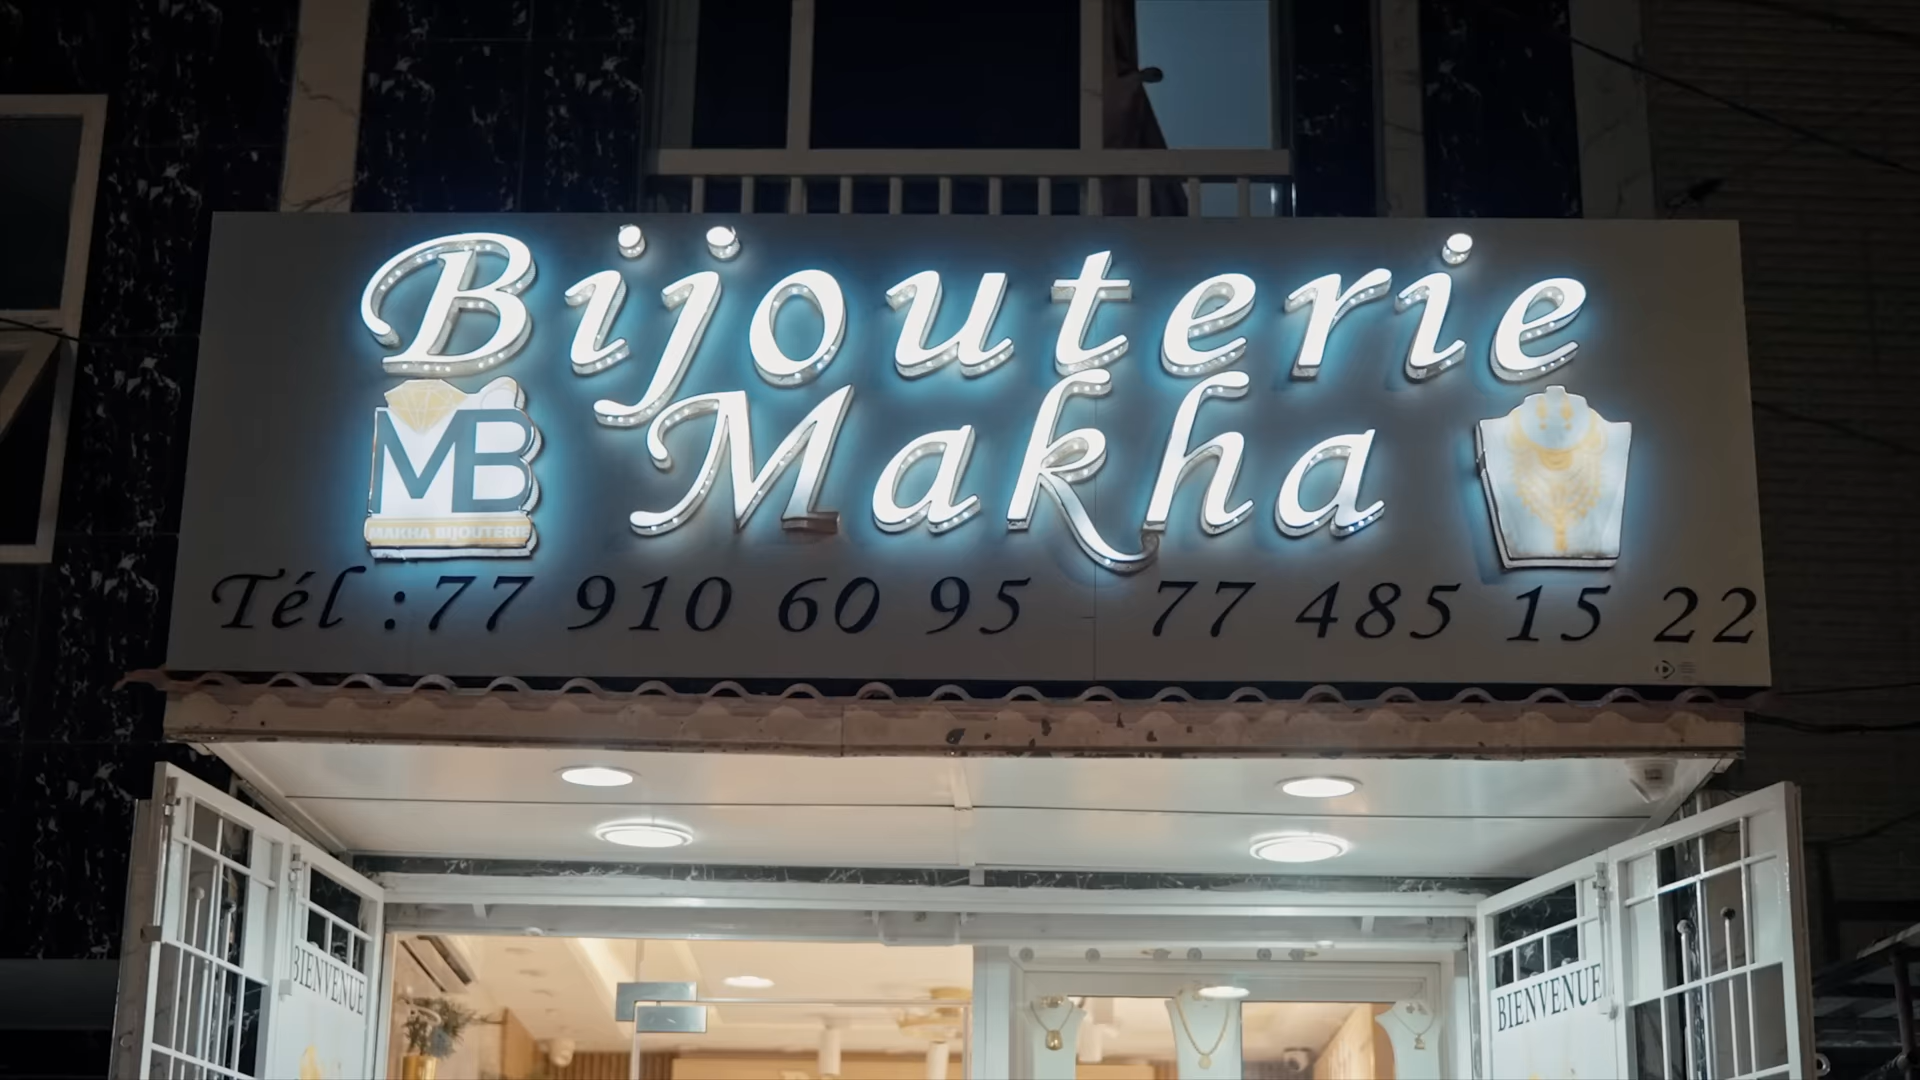 Bijouterie
Makha
MB
MAKHA BIJOUTERIE
Tél : 77 910 60 95 77 485 15 22
BIENVENUE
BIENVENUE